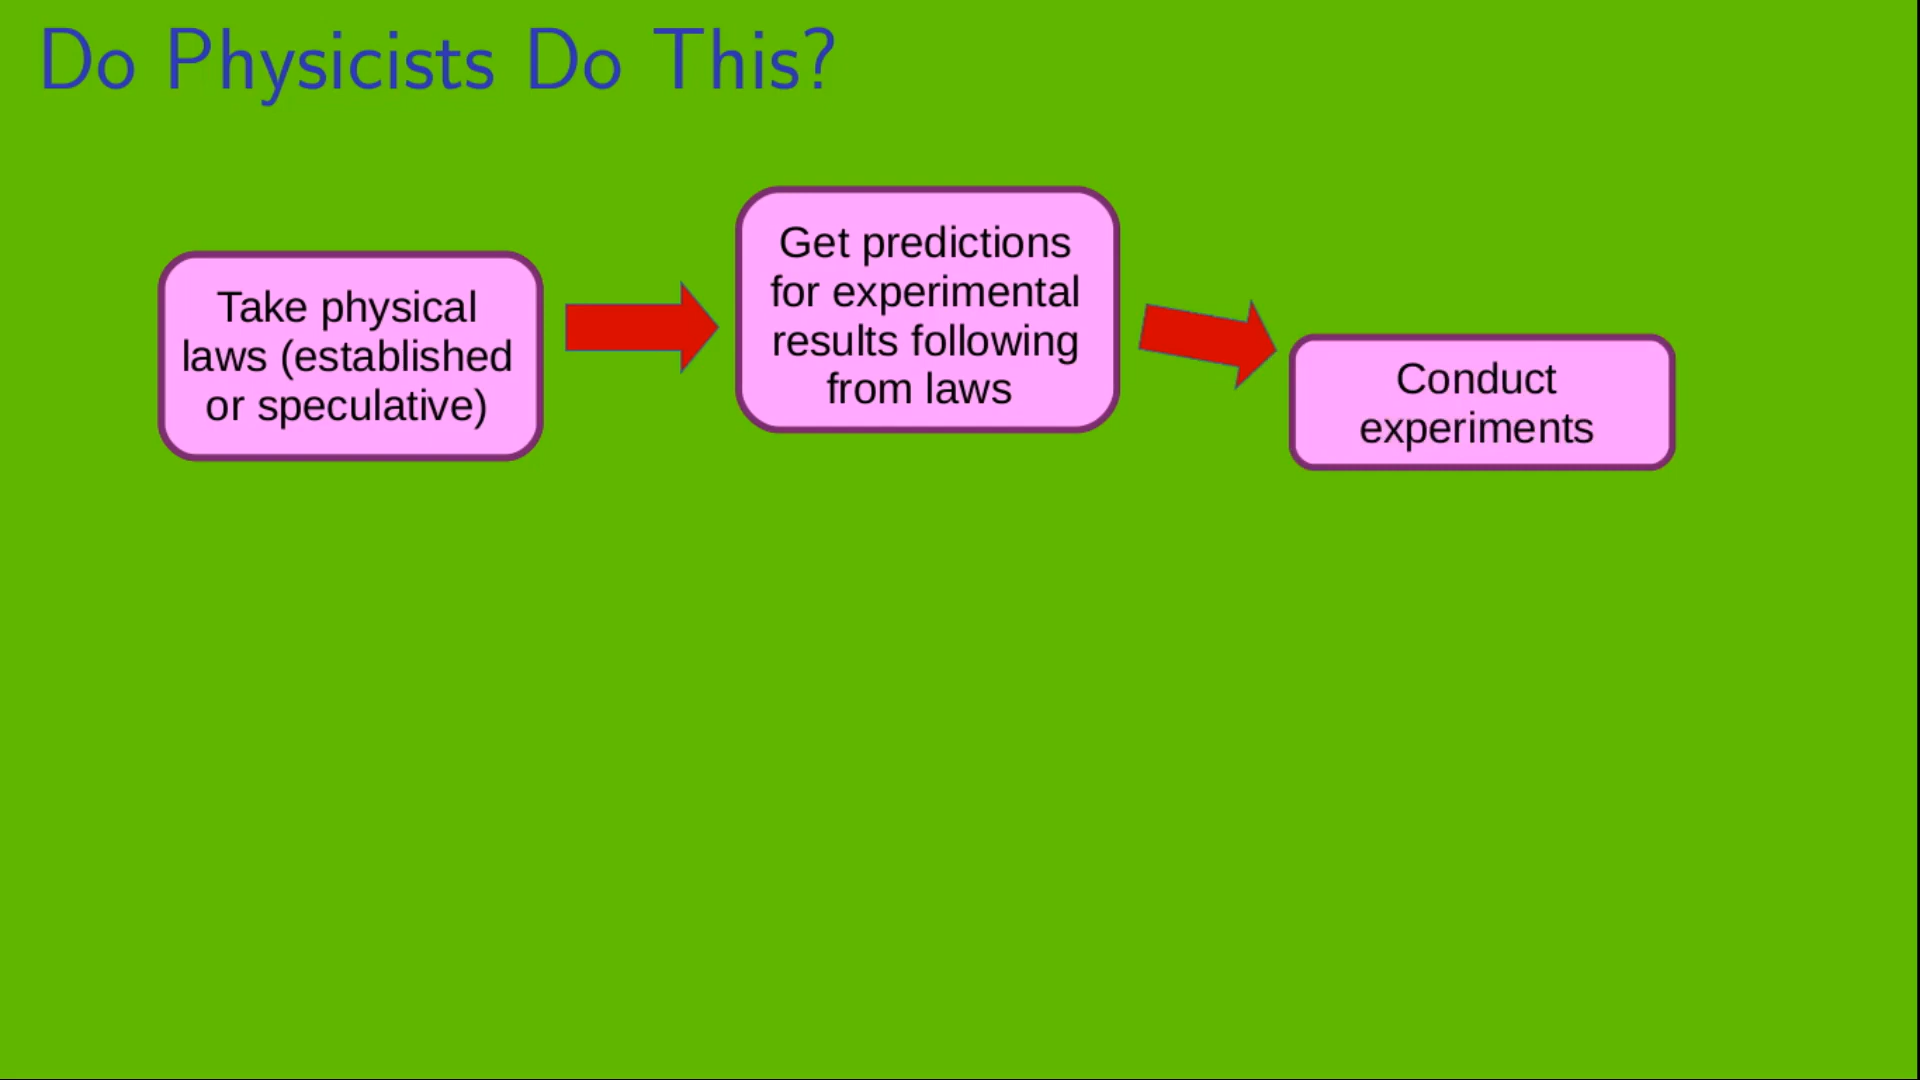 Do Physicists Do This?
Take physical
laws (established
or speculative)
Get predictions
for experimental
results following
from laws
Conduct
experiments